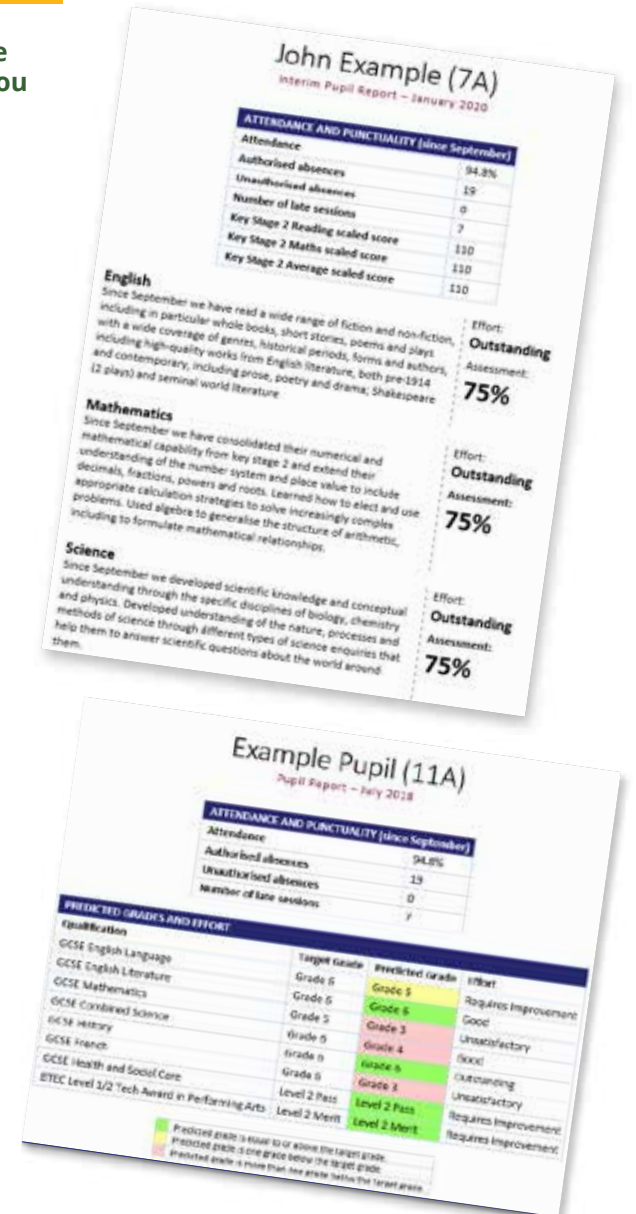 e
ou
John Example (7A)
Interim Pupil Report – January 2020
ATTENDANCE AND PUNCTUALITY (since September)
Attendance 94.8%
Authorised absences 19
Unauthorised absences 0
Number of late sessions 7
Key Stage 2 Reading scaled score 110
Key Stage 2 Maths scaled score 110
Key Stage 2 Average scaled score 110
English
Since September we have read a wide range of fiction and non-fiction,
including in particular whole books, short stories, poems and plays
with a wide coverage of genres, historical periods, forms and authors,
including high-quality works from English literature, both pre-1914
and contemporary, including prose, poetry and drama; Shakespeare
(2 plays) and seminal world literature
Effort:
Outstanding
Assessment:
75%
Mathematics
Since September we have consolidated their numerical and
mathematical capability from key stage 2 and extend their
understanding of the number system and place value to include
decimals, fractions, powers and roots. Learned how to elect and use
appropriate calculation strategies to solve increasingly complex
problems. Used algebra to generalise the structure of arithmetic,
including to formulate mathematical relationships.
Effort:
Outstanding
Assessment:
75%
Science
Since September we developed scientific knowledge and conceptual
understanding through the specific disciplines of biology, chemistry
and physics. Developed understanding of the nature, processes and
methods of science through different types of science enquiries that
help them to answer scientific questions about the world around
them.
Effort:
Outstanding
Assessment:
75%
Example Pupil (11A)
Pupil Report – July 2018
ATTENDANCE AND PUNCTUALITY (since September)
Attendance 94.8%
Authorised absences 19
Unauthorised absences 0
Number of late sessions 7
PREDICTED GRADES AND EFFORT
Qualification Target Grade Predicted Grade Effort
GCSE English Language Grade 6 Grade 5 Requires Improvement
GCSE English Literature Grade 6 Grade 6 Good
GCSE Mathematics Grade 5 Grade 3 Unsatisfactory
GCSE Combined Science Grade 4 Good
GCSE History Grade 6 Outstanding
GCSE French Grade 6 Grade 3 Unsatisfactory
GCSE Health and Social Care Level 2 Pass Level 2 Pass Requires Improvement
BTEC Level 1/2 Tech Award in Performing Arts Level 2 Merit Level 2 Merit Requires Improvement
Predicted grade is equal to or above the target grade.
Predicted grade is one grade below the target grade
Predicted grade is more than one grade below the target grade.